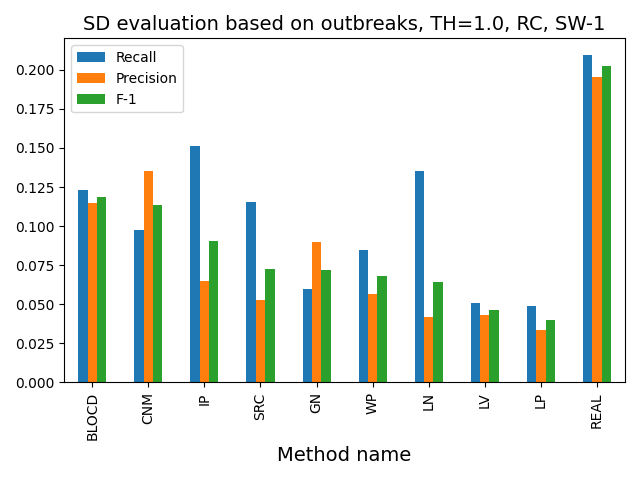 SD evaluation based on outbreaks, TH=1.0, RC, SW-1
Recall
Precision
F-1
0.200
0.175
0.150
0.125
0.100
0.075
0.050
0.025
0.000
BLOCD
CNM
IP
SRC
GN
WP
LN
LV
LP
REAL
Method name